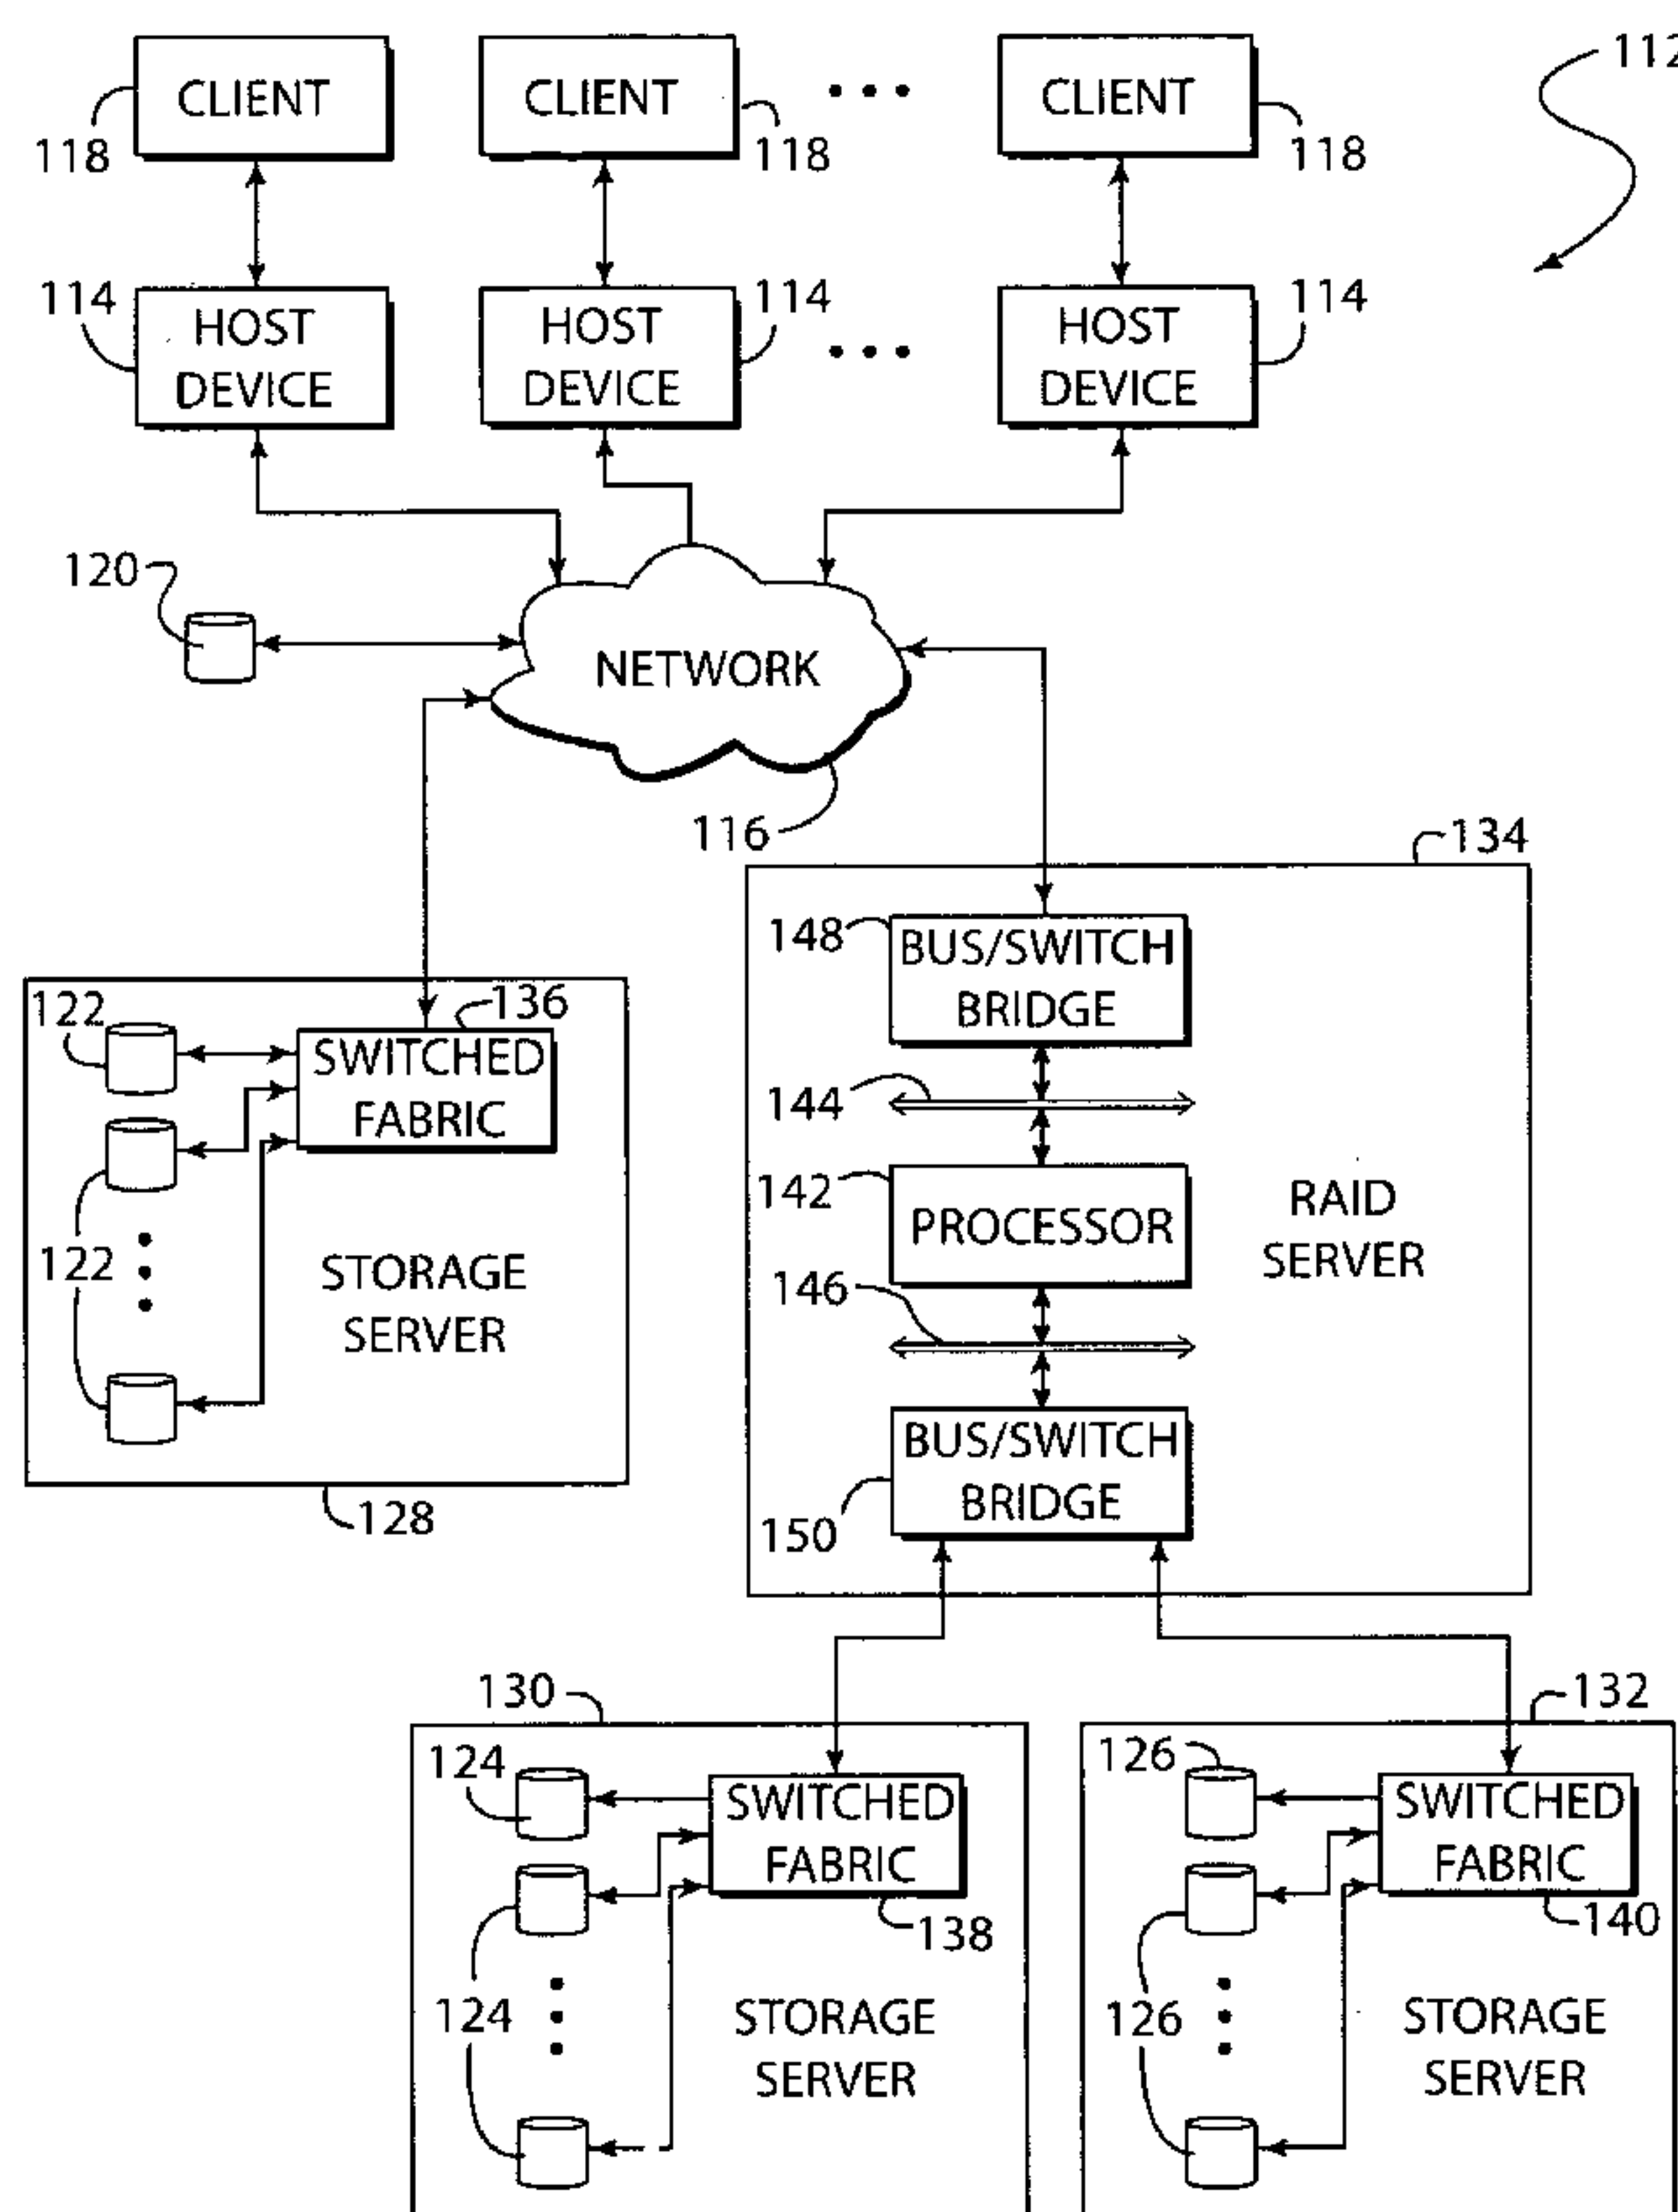 112
CLIENT
CLIENT
CLIENT
118
118
118
114
114
114
HOST
DEVICE
HOST
DEVICE
HOST
DEVICE
120
NETWORK
116
134
148
BUS/SWITCH
BRIDGE
122
136
SWITCHED
FABRIC
144
142
PROCESSOR
RAID
SERVER
122
STORAGE
SERVER
146
BUS/SWITCH
BRIDGE
150
128
130
132
124
SWITCHED
FABRIC
138
124
STORAGE
SERVER
126
SWITCHED
FABRIC
140
126
STORAGE
SERVER